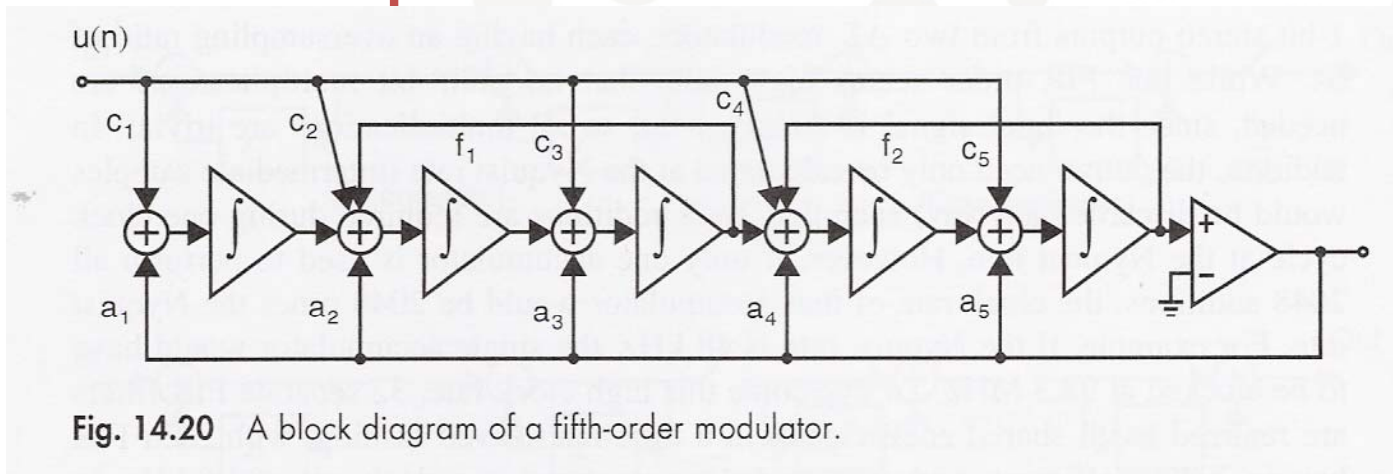 u(n)
c₁
c₂
f₁
c₃
c₄
f₂
c₅
+ ∫ + ∫ + ∫ + ∫ + ∫ + −
a₁
a₂
a₃
a₄
a₅
Fig. 14.20 A block diagram of a fifth-order modulator.